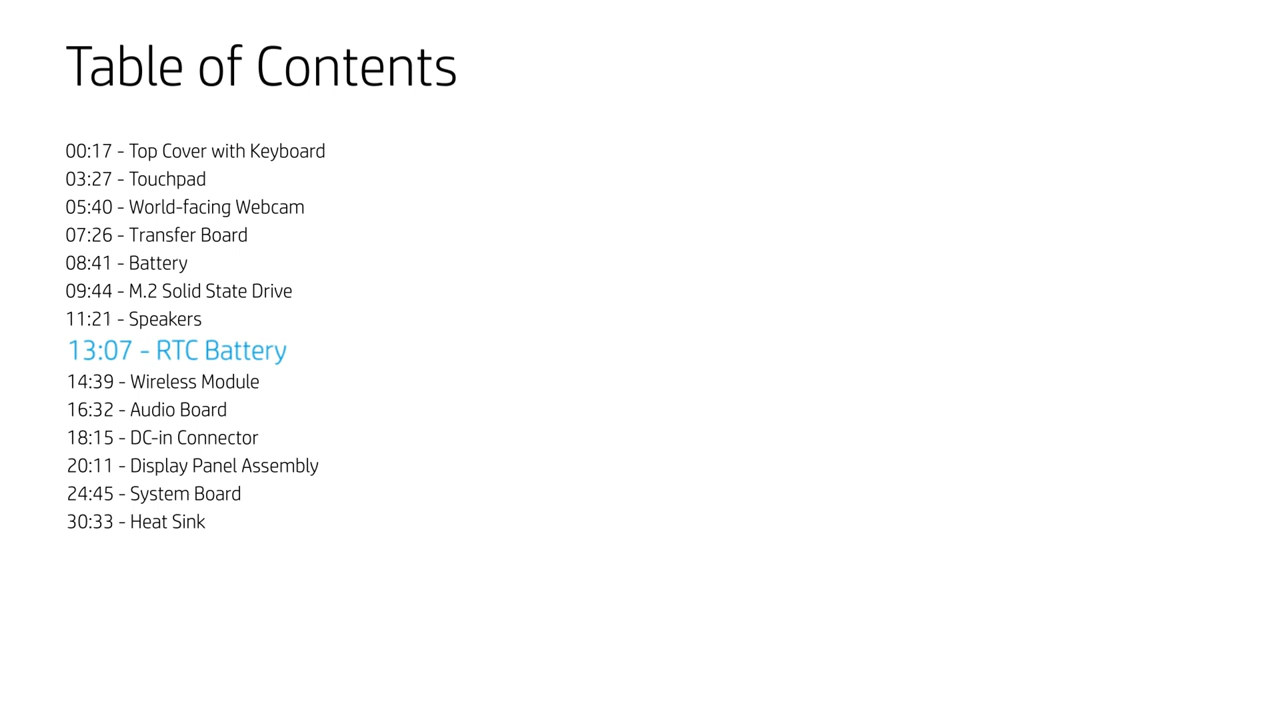 Table of Contents
00:17 - Top Cover with Keyboard
03:27 - Touchpad
05:40 - World-facing Webcam
07:26 - Transfer Board
08:41 - Battery
09:44 - M.2 Solid State Drive
11:21 - Speakers
13:07 - RTC Battery
14:39 - Wireless Module
16:32 - Audio Board
18:15 - DC-in Connector
20:11 - Display Panel Assembly
24:45 - System Board
30:33 - Heat Sink